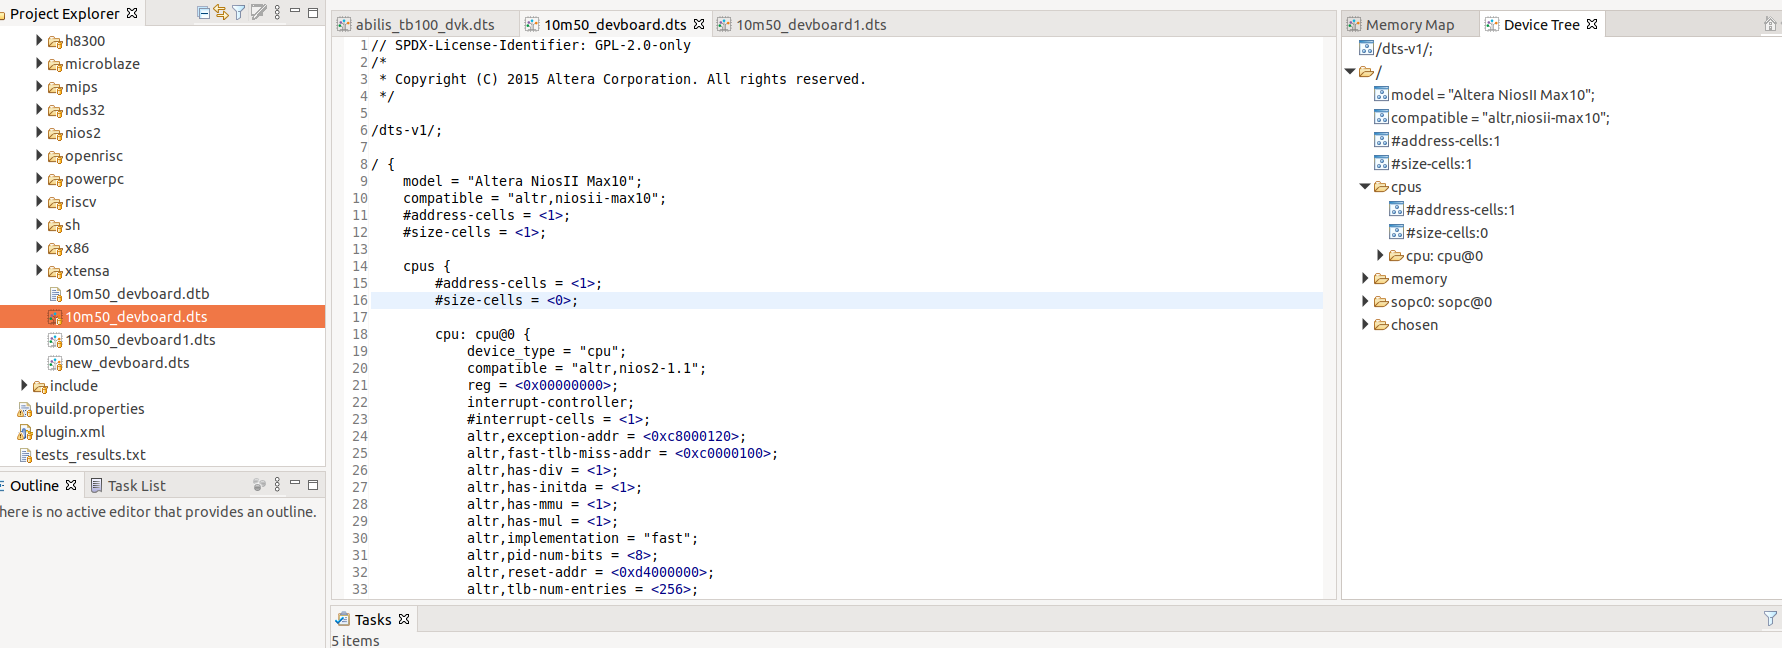 Project Explorer
h8300
microblaze
mips
nds32
nios2
openrisc
powerpc
riscv
sh
x86
xtensa
10m50_devboard.dtb
10m50_devboard.dts
10m50_devboard1.dts
new_devboard.dts
include
build.properties
plugin.xml
tests_results.txt
Outline Task List
here is no active editor that provides an outline.
abilis_tb100_dvk.dts 10m50_devboard.dts 10m50_devboard1.dts
1 // SPDX-License-Identifier: GPL-2.0-only
2 /*
3 * Copyright (C) 2015 Altera Corporation. All rights reserved.
4 */
5
6 /dts-v1/;
7
8 / {
9 model = "Altera NiosII Max10";
10 compatible = "altr,niosii-max10";
11 #address-cells = <1>;
12 #size-cells = <1>;
13
14 cpus {
15 #address-cells = <1>;
16 #size-cells = <0>;
17
18 cpu: cpu@0 {
19 device_type = "cpu";
20 compatible = "altr,nios2-1.1";
21 reg = <0x00000000>;
22 interrupt-controller;
23 #interrupt-cells = <1>;
24 altr,exception-addr = <0xc8000120>;
25 altr,fast-tlb-miss-addr = <0xc0000100>;
26 altr,has-div = <1>;
27 altr,has-initda = <1>;
28 altr,has-mmu = <1>;
29 altr,has-mul = <1>;
30 altr,implementation = "fast";
31 altr,pid-num-bits = <8>;
32 altr,reset-addr = <0xd4000000>;
33 altr,tlb-num-entries = <256>;
Tasks
5 items
Memory Map Device Tree
/dts-v1/;
/
model = "Altera NiosII Max10";
compatible = "altr,niosii-max10";
#address-cells:1
#size-cells:1
cpus
#address-cells:1
#size-cells:0
cpu: cpu@0
memory
sopc0: sopc@0
chosen